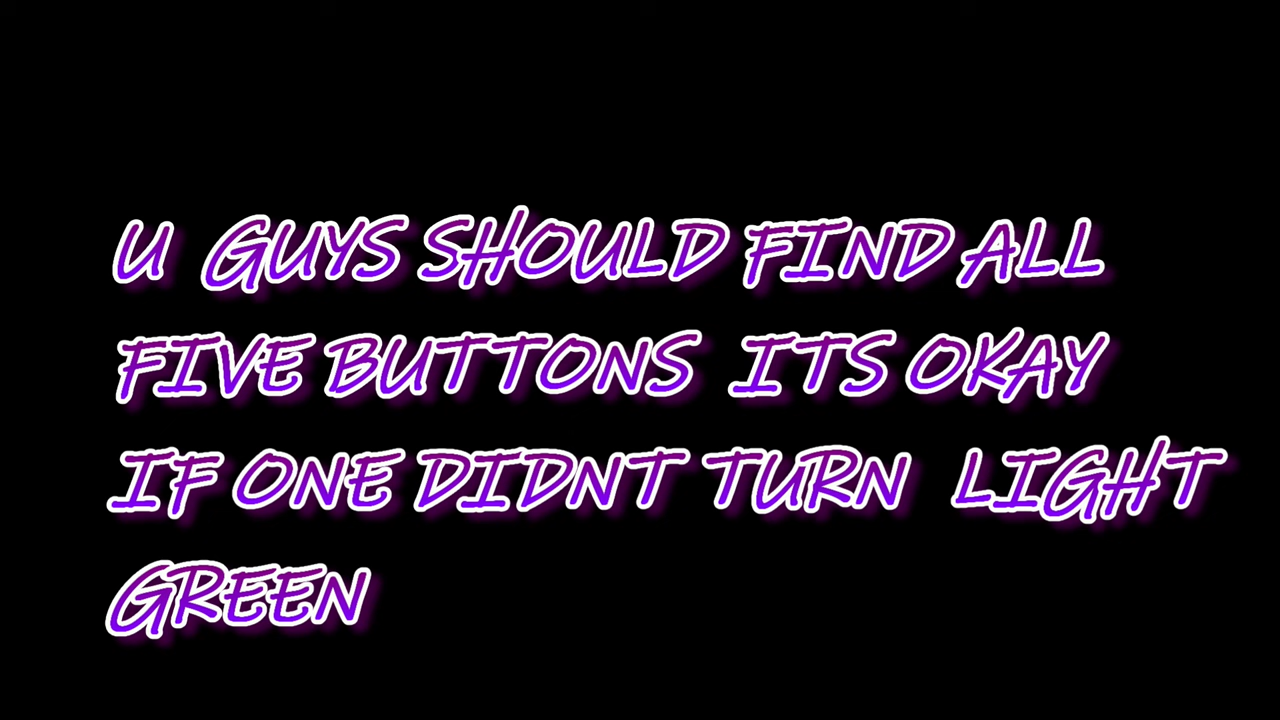 U GUYS SHOULD FIND ALL
FIVE BUTTONS ITS OKAY
IF ONE DIDNT TURN LIGHT
GREEN